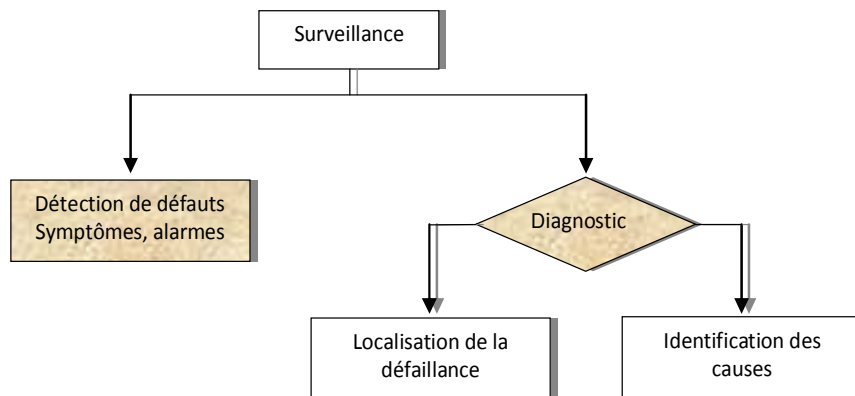 Surveillance
Détection de défauts
Symptômes, alarmes
Diagnostic
Localisation de la
défaillance
Identification des
causes